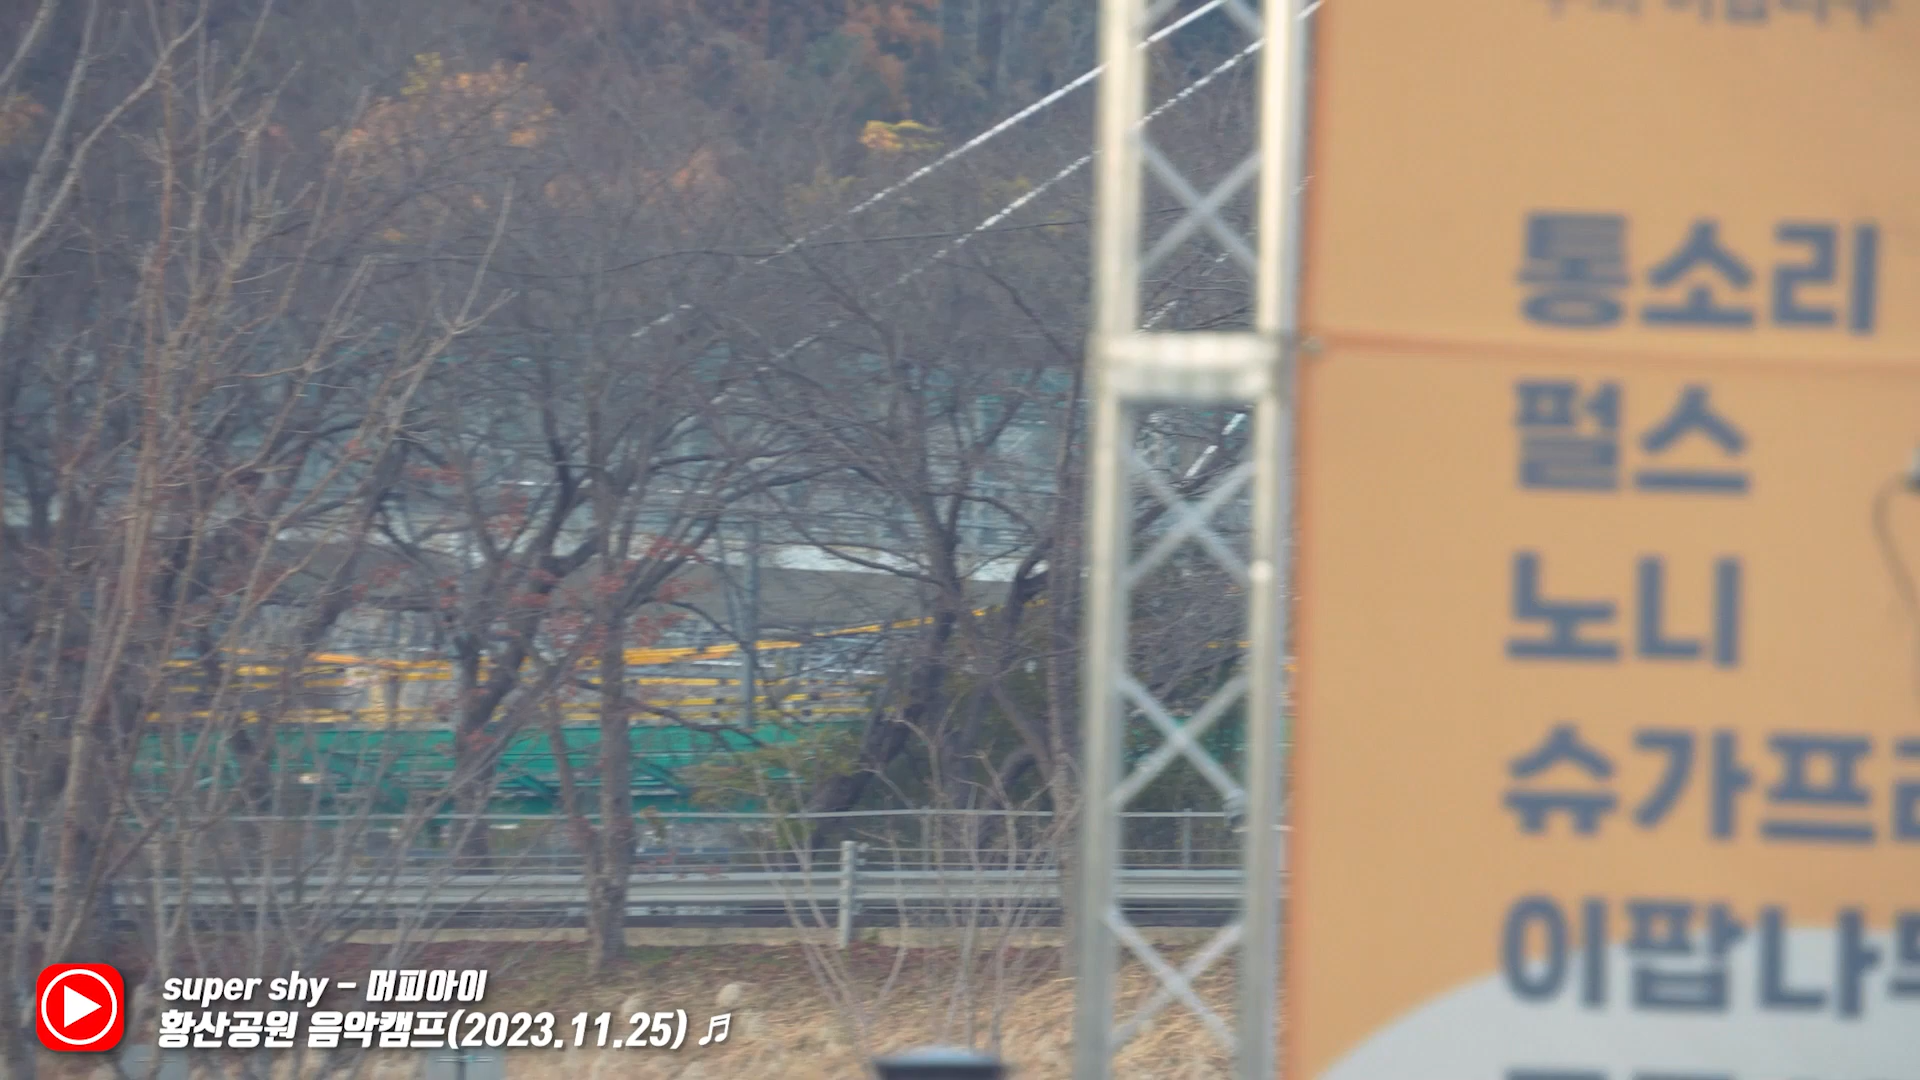 통소리
펄스
노니
슈가프
이팝나
super shy - 머피아이
황산공원 음악캠프(2023.11.25) ♬